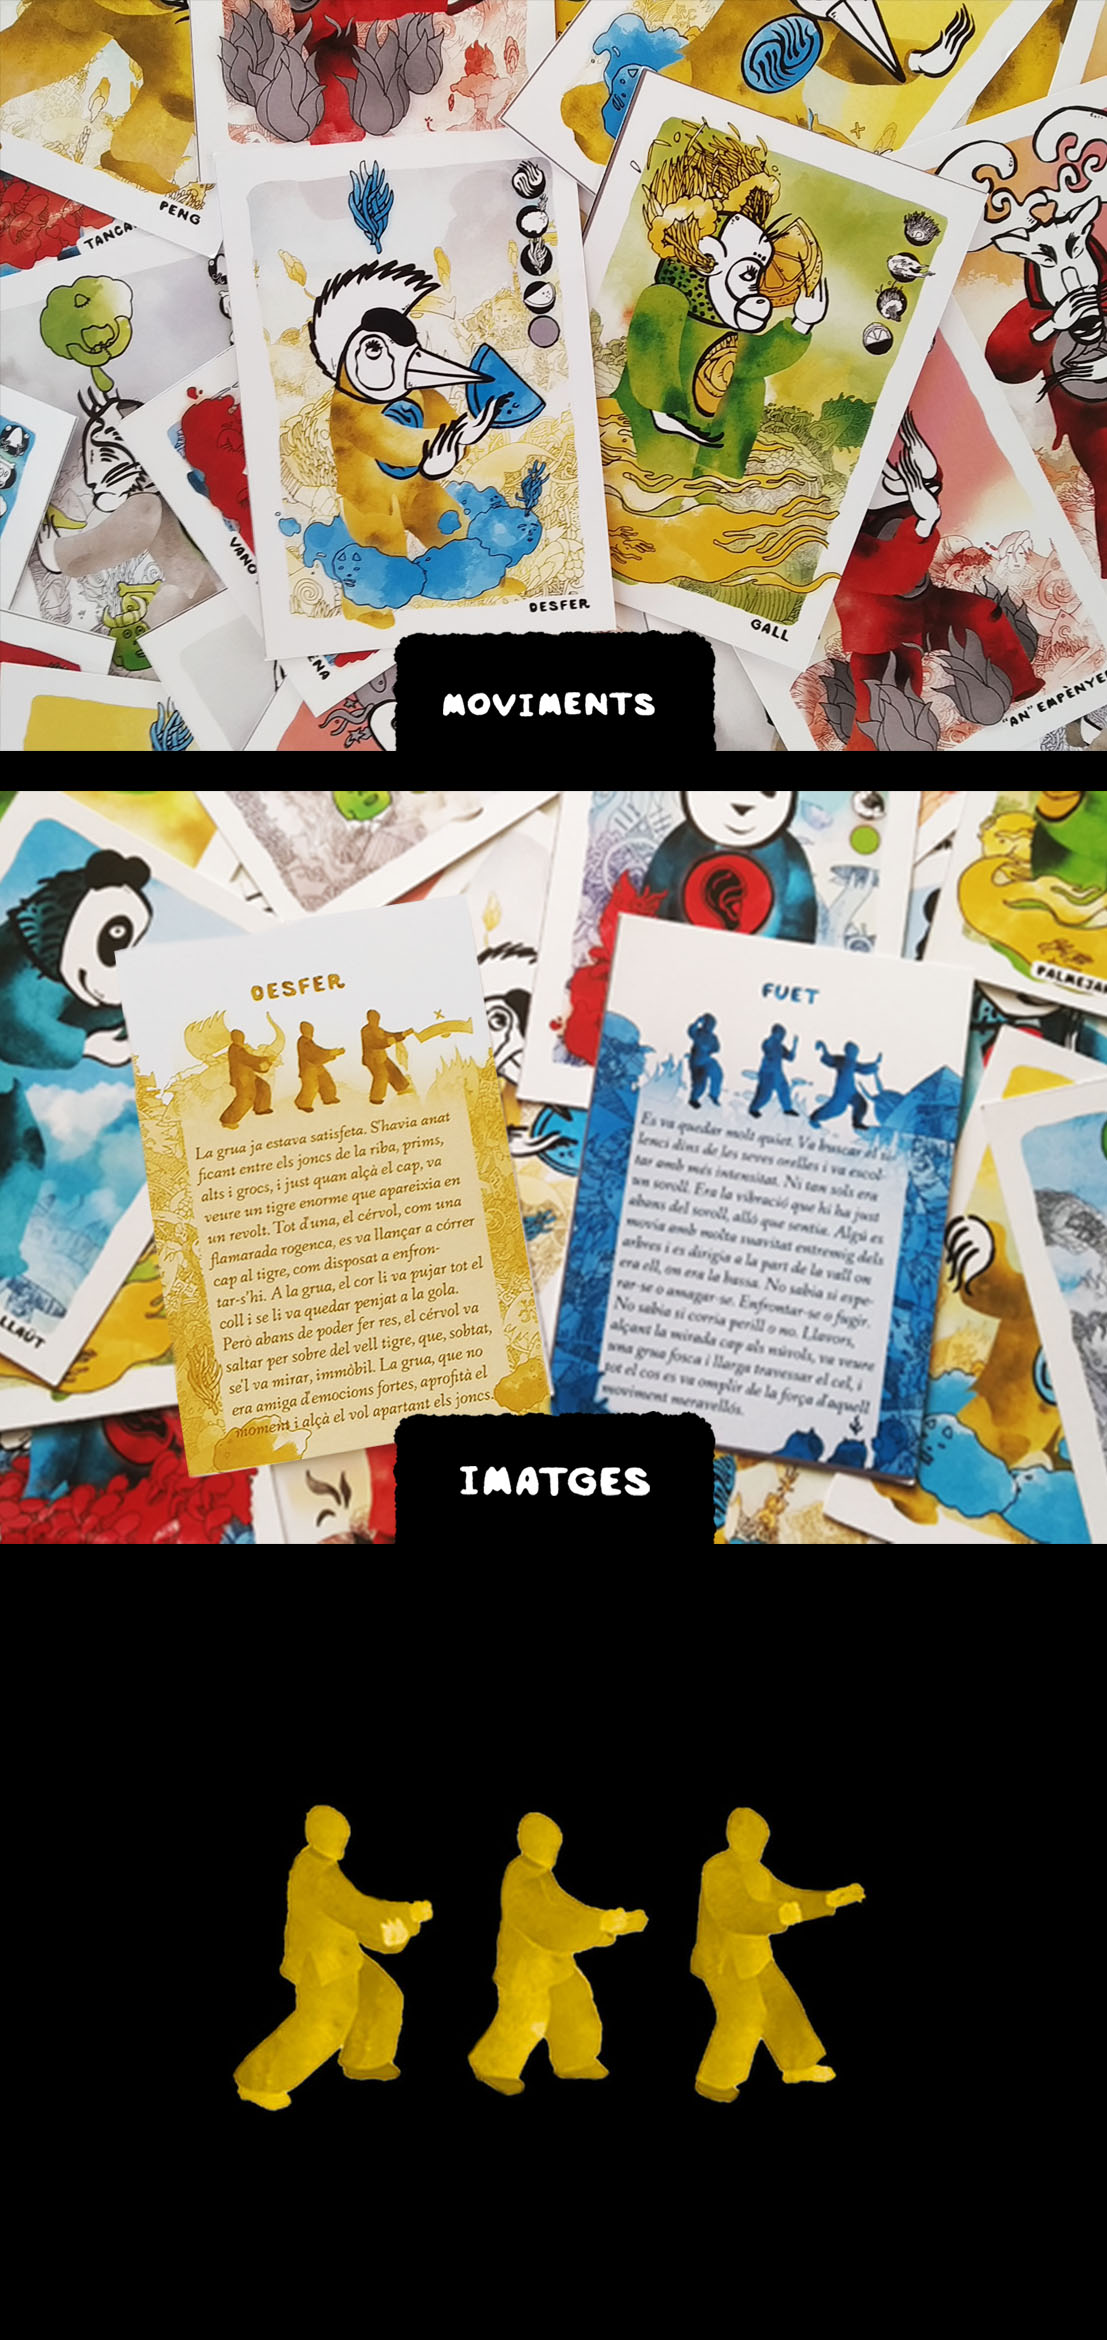 PENG
TANCA
VANO
ENA
DESFER
GALL
"AN" EMPÈNYER
MOVIMENTS
PALMEJAR
LLAÜT
DESFER
La grua ja estava satisfeta. S'havia anat
ficant entre els joncs de la riba, prims,
alts i grocs, i just quan alçà el cap, va
veure un tigre enorme que apareixia en
un revolt. Tot d'una, el cérvol, com una
flamarada rogenca, es va llançar a córrer
cap al tigre, com disposat a enfron-
tar-s'hi. A la grua, el cor li va pujar tot el
coll i se li va quedar penjat a la gola.
Però abans de poder fer res, el cérvol va
saltar per sobre del vell tigre, que, sobtat,
se'l va mirar, immòbil. La grua, que no
era amiga d'emocions fortes, aprofità el
moment i alçà el vol apartant els joncs.
FUET
Es va quedar molt quiet. Va buscar el si-
lenci dins de les seves orelles i va escol-
tar amb més intensitat. Ni tan sols era
un soroll. Era la vibració que hi ha just
abans del soroll, allò que sentia. Algú es
movia amb molta suavitat entremig dels
arbres i es dirigia a la part de la vall on
era ell, on era la bassa. No sabia si espe-
rar-se o amagar-se. Enfrontar-se o fugir.
No sabia si corria perill o no. Llavors,
alçant la mirada cap als núvols, va veure
una grua fosca i llarga travessar el cel, i
tot el cos es va omplir de la força d'aquell
moviment meravellós.
IMATGES